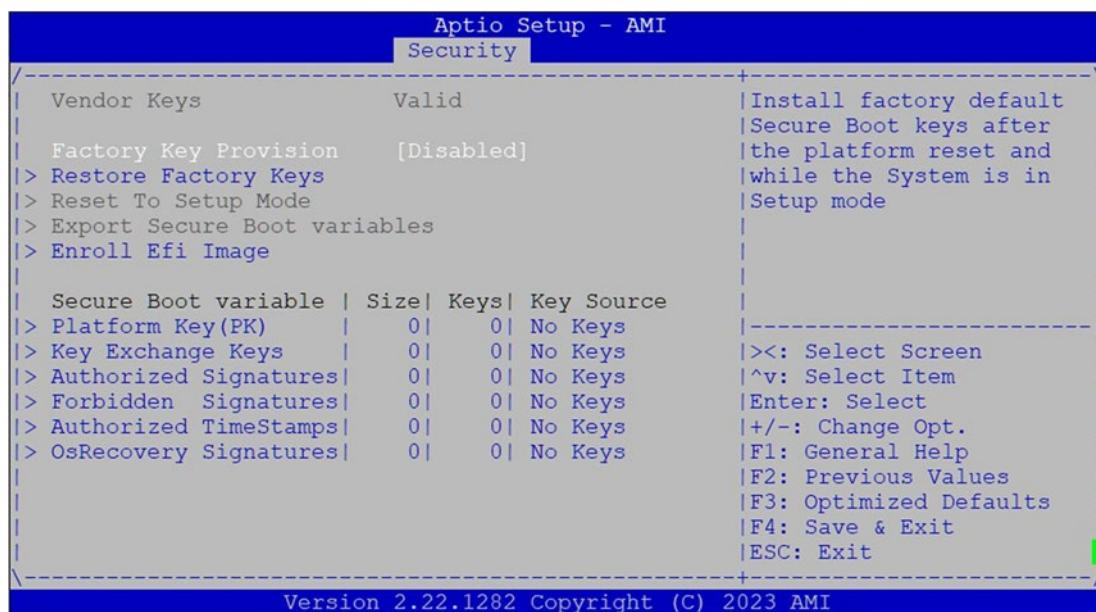 Aptio Setup - AMI
Security
/-------------------------------------------------------+--------------------------\
| Vendor Keys Valid |Install factory default
| |Secure Boot keys after
| Factory Key Provision [Disabled] |the platform reset and
|> Restore Factory Keys |while the System is in
|> Reset To Setup Mode |Setup mode
|> Export Secure Boot variables |
|> Enroll Efi Image |
| |
| Secure Boot variable | Size| Keys| Key Source |
|> Platform Key(PK) | 0| 0| No Keys |--------------------------
|> Key Exchange Keys | 0| 0| No Keys |><: Select Screen
|> Authorized Signatures| 0| 0| No Keys |^v: Select Item
|> Forbidden Signatures| 0| 0| No Keys |Enter: Select
|> Authorized TimeStamps| 0| 0| No Keys |+/-: Change Opt.
|> OsRecovery Signatures| 0| 0| No Keys |F1: General Help
| |F2: Previous Values
| |F3: Optimized Defaults
| |F4: Save & Exit
| |ESC: Exit
\-------------------------------------------------------+--------------------------/
Version 2.22.1282 Copyright (C) 2023 AMI